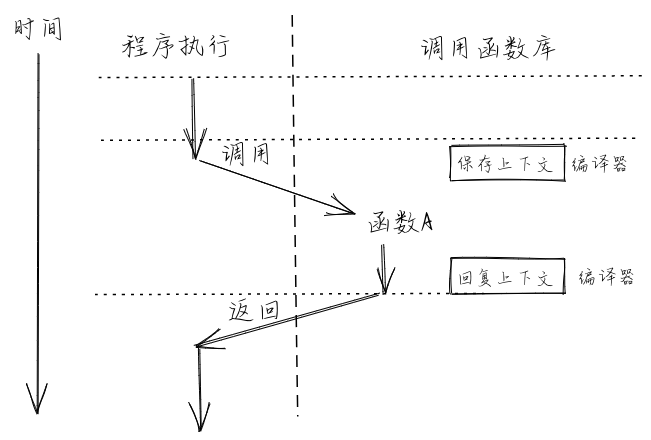 时间
程序执行
调用函数库
调用
保存上下文 编译器
函数A
回复上下文 编译器
返回